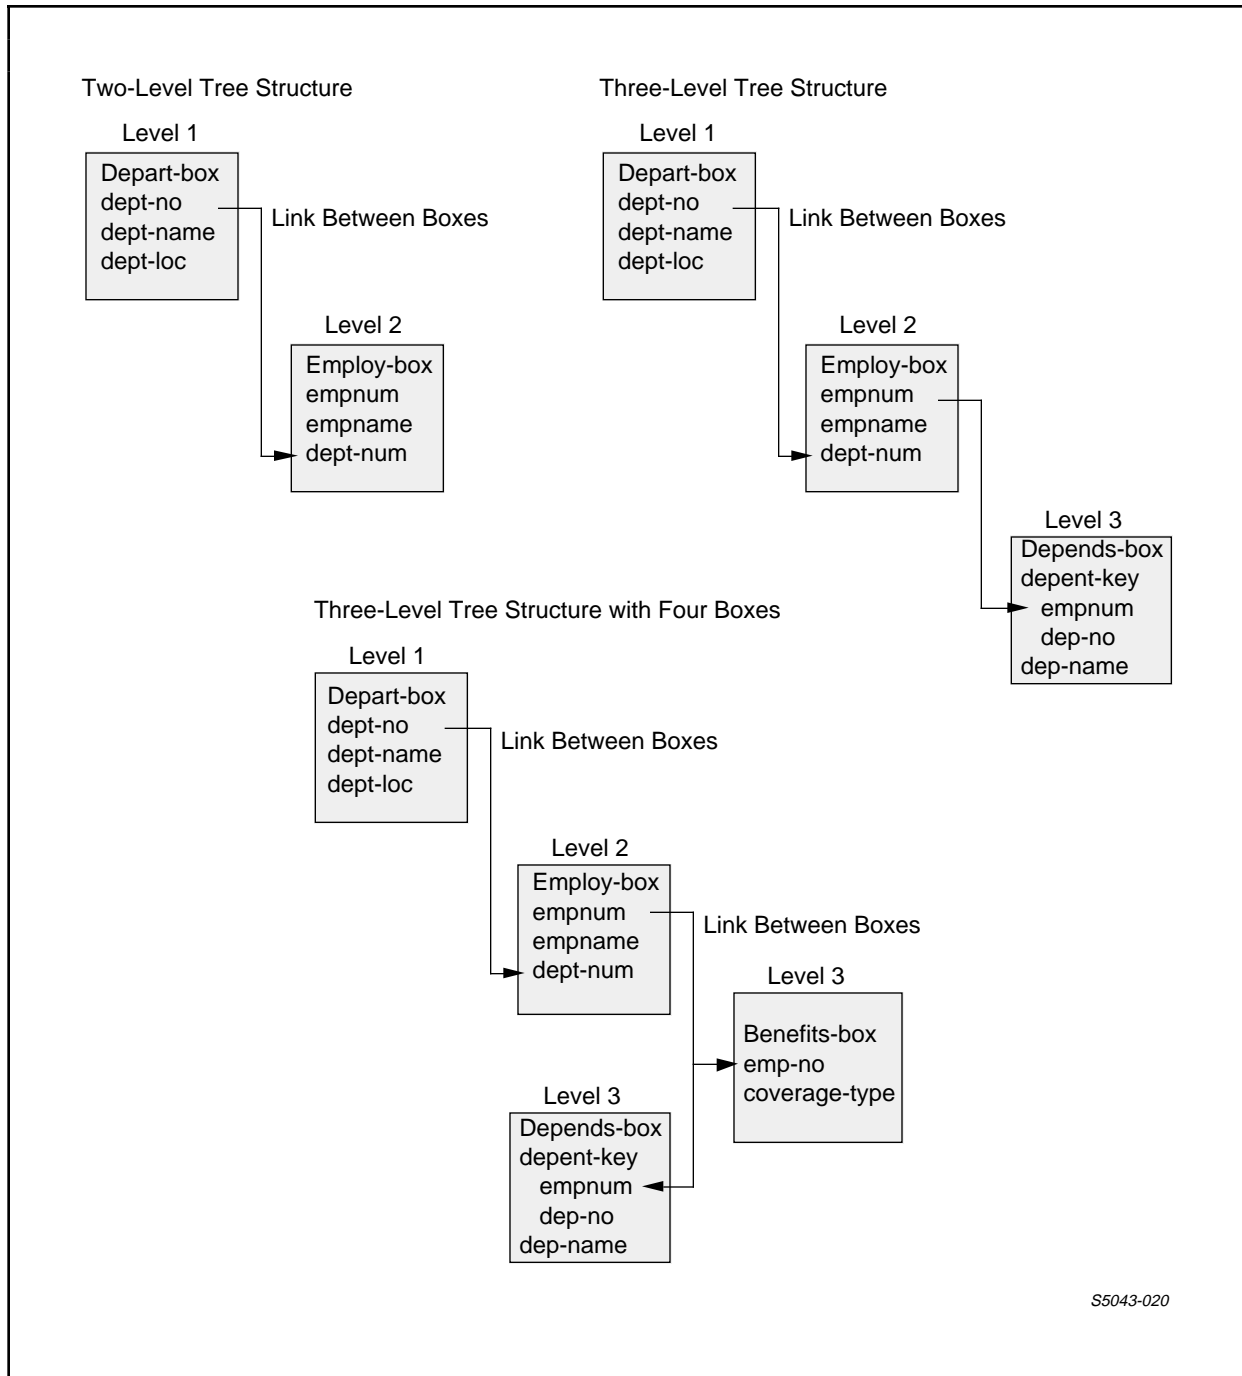 Two-Level Tree Structure
Level 1
Depart-box
dept-no
dept-name
dept-loc
Link Between Boxes
Level 2
Employ-box
empnum
empname
dept-num
Three-Level Tree Structure
Level 1
Depart-box
dept-no
dept-name
dept-loc
Link Between Boxes
Level 2
Employ-box
empnum
empname
dept-num
Level 3
Depends-box
depent-key
empnum
dep-no
dep-name
Three-Level Tree Structure with Four Boxes
Level 1
Depart-box
dept-no
dept-name
dept-loc
Link Between Boxes
Level 2
Employ-box
empnum
empname
dept-num
Link Between Boxes
Level 3
Benefits-box
emp-no
coverage-type
Level 3
Depends-box
depent-key
empnum
dep-no
dep-name
S5043-020